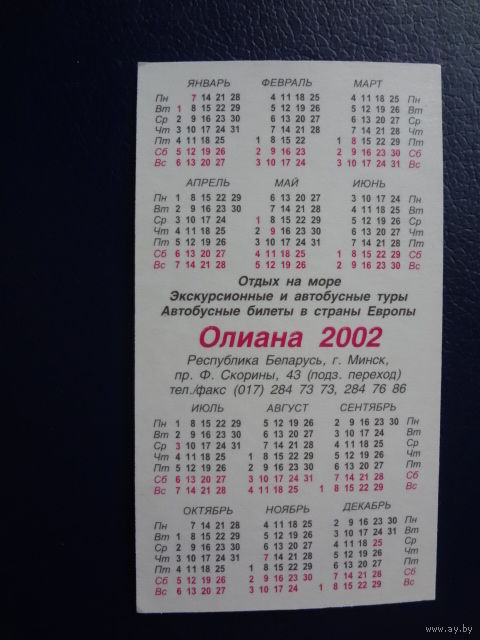 ЯНВАРЬ ФЕВРАЛЬ МАРТ
Пн 7 14 21 28 4 11 18 25 4 11 18 25 Пн
Вт 1 8 15 22 29 5 12 19 26 5 12 19 26 Вт
Ср 2 9 16 23 30 6 13 20 27 6 13 20 27 Ср
Чт 3 10 17 24 31 7 14 21 28 7 14 21 28 Чт
Пт 4 11 18 25 1 8 15 22 1 8 15 22 29 Пт
Сб 5 12 19 26 2 9 16 23 2 9 16 23 30 Сб
Вс 6 13 20 27 3 10 17 24 3 10 17 24 31 Вс
АПРЕЛЬ МАЙ ИЮНЬ
Пн 1 8 15 22 29 6 13 20 27 3 10 17 24 Пн
Вт 2 9 16 23 30 7 14 21 28 4 11 18 25 Вт
Ср 3 10 17 24 1 8 15 22 29 5 12 19 26 Ср
Чт 4 11 18 25 2 9 16 23 30 6 13 20 27 Чт
Пт 5 12 19 26 3 10 17 24 31 7 14 21 28 Пт
Сб 6 13 20 27 4 11 18 25 1 8 15 22 29 Сб
Вс 7 14 21 28 5 12 19 26 2 9 16 23 30 Вс
Отдых на море
Экскурсионные и автобусные туры
Автобусные билеты в страны Европы
Олиана 2002
Республика Беларусь, г. Минск,
пр. Ф. Скорины, 43 (подз. переход)
тел./факс (017) 284 73 73, 284 76 86
ИЮЛЬ АВГУСТ СЕНТЯБРЬ
Пн 1 8 15 22 29 5 12 19 26 2 9 16 23 30 Пн
Вт 2 9 16 23 30 6 13 20 27 3 10 17 24 Вт
Ср 3 10 17 24 31 7 14 21 28 4 11 18 25 Ср
Чт 4 11 18 25 1 8 15 22 29 5 12 19 26 Чт
Пт 5 12 19 26 2 9 16 23 30 6 13 20 27 Пт
Сб 6 13 20 27 3 10 17 24 31 7 14 21 28 Сб
Вс 7 14 21 28 4 11 18 25 1 8 15 22 29 Вс
ОКТЯБРЬ НОЯБРЬ ДЕКАБРЬ
Пн 7 14 21 28 4 11 18 25 2 9 16 23 30 Пн
Вт 1 8 15 22 29 5 12 19 26 3 10 17 24 31 Вт
Ср 2 9 16 23 30 6 13 20 27 4 11 18 25 Ср
Чт 3 10 17 24 31 7 14 21 28 5 12 19 26 Чт
Пт 4 11 18 25 1 8 15 22 29 6 13 20 27 Пт
Сб 5 12 19 26 2 9 16 23 30 7 14 21 28 Сб
Вс 6 13 20 27 3 10 17 24 1 8 15 22 29 Вс
www.ay.by